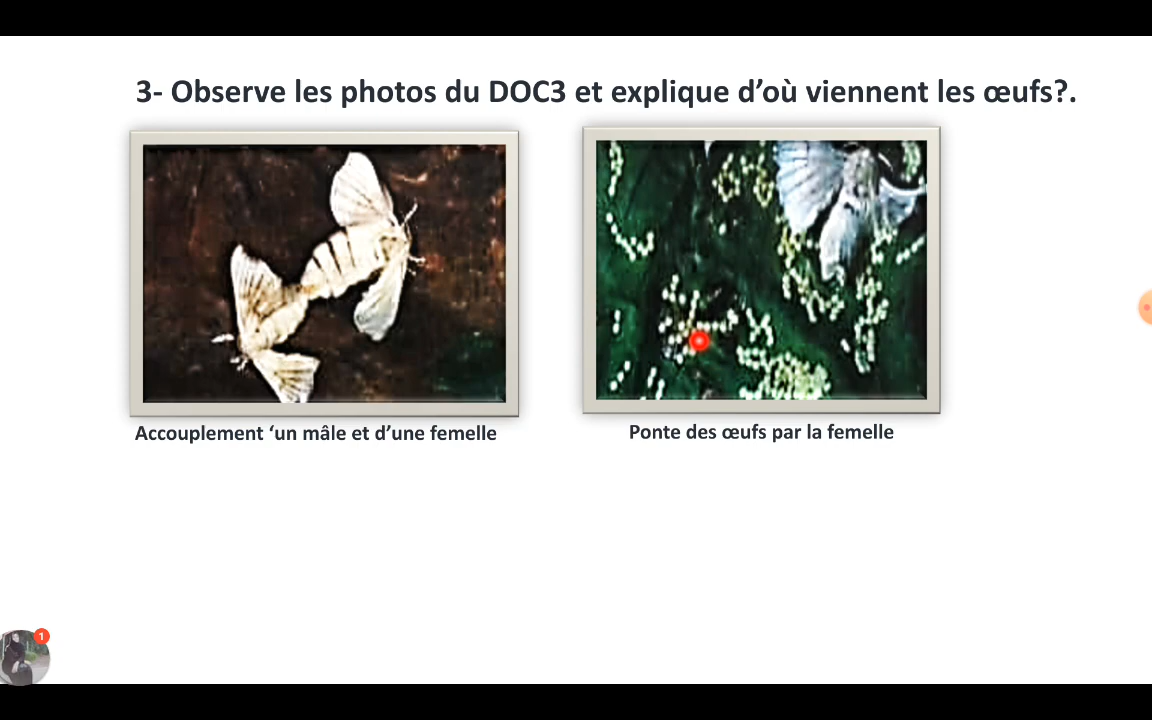 3- Observe les photos du DOC3 et explique d’où viennent les œufs?.
Accouplement ‘un mâle et d’une femelle
Ponte des œufs par la femelle
1